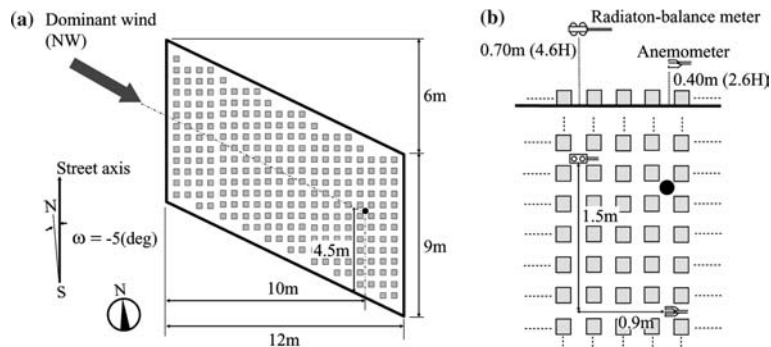 (a)
Dominant wind
(NW)
6m
Street axis
N
ω = -5(deg)
S
N
4.5m
9m
10m
12m
(b)
Radiaton-balance meter
0.70m (4.6H)
Anemometer
0.40m (2.6H)
1.5m
0.9m